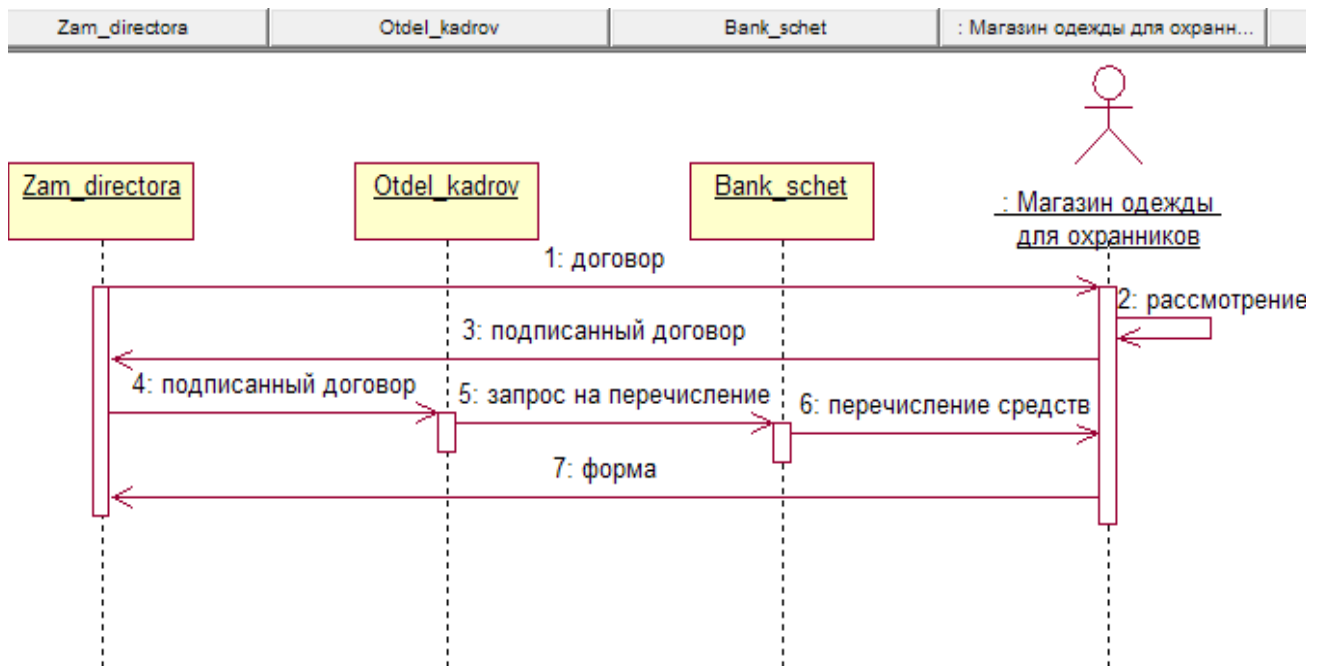 Zam_directora
Otdel_kadrov
Bank_schet
: Магазин одежды для охранн...
Zam_directora
Otdel_kadrov
Bank_schet
: Магазин одежды
для охранников
1: договор
2: рассмотрение
3: подписанный договор
4: подписанный договор
5: запрос на перечисление
6: перечисление средств
7: форма